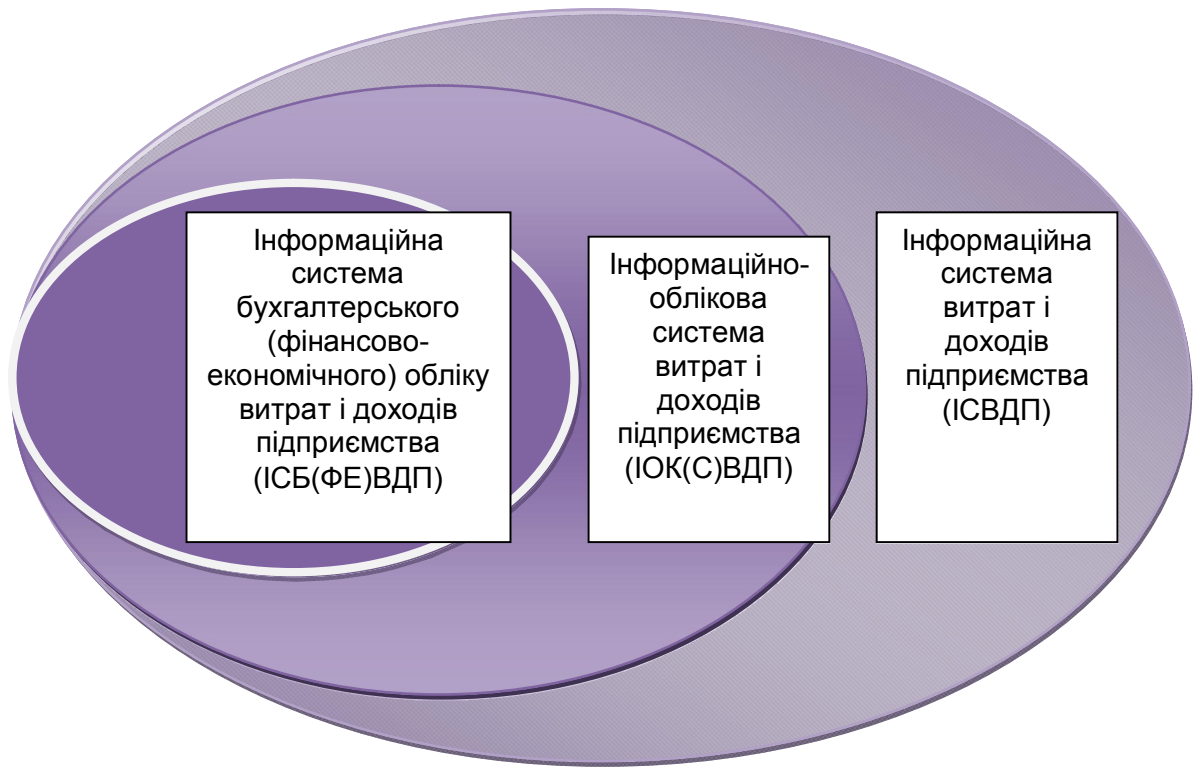 Інформаційна
система
бухгалтерського
(фінансово-
економічного) обліку
витрат і доходів
підприємства
(ІСБ(ФЕ)ВДП)
Інформаційно-
облікова
система
витрат і
доходів
підприємства
(ІОК(С)ВДП)
Інформаційна
система
витрат і
доходів
підприємства
(ІСВДП)